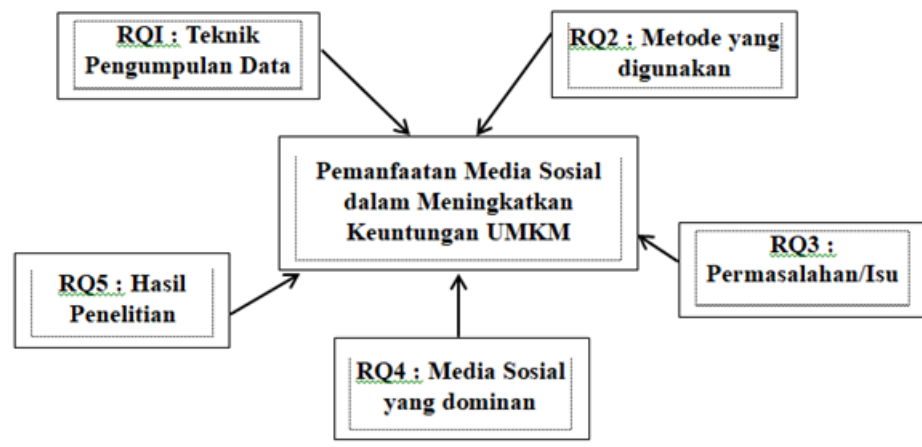 RQI : Teknik
Pengumpulan Data
RQ2 : Metode yang
digunakan
Pemanfaatan Media Sosial
dalam Meningkatkan
Keuntungan UMKM
RQ3 :
Permasalahan/Isu
RQ5 : Hasil
Penelitian
RQ4 : Media Sosial
yang dominan